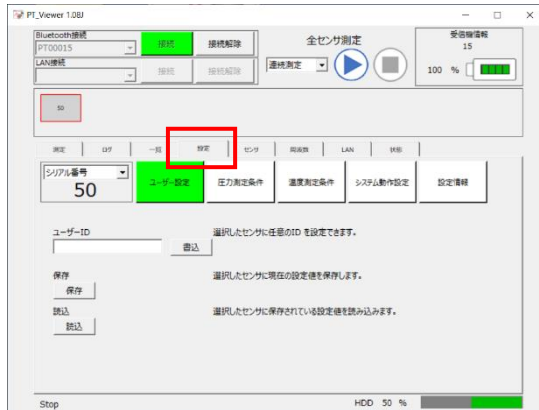 PT_Viewer 1.08J
Bluetooth接続
PT00015
接続
接続解除
LAN接続
接続
接続解除
全センサ測定
連続測定
受信機情報
15
100 %
50
測定 ログ 一覧 設定 センサ 周波数 LAN 状態
シリアル番号
50
ユーザー設定
圧力測定条件
温度測定条件
システム動作設定
設定情報
ユーザーID
書込
選択したセンサに任意のID を設定できます。
保存
保存
選択したセンサに現在の設定値を保存します。
読込
読込
選択したセンサに保存されている設定値を読み込みます。
Stop
HDD 50 %